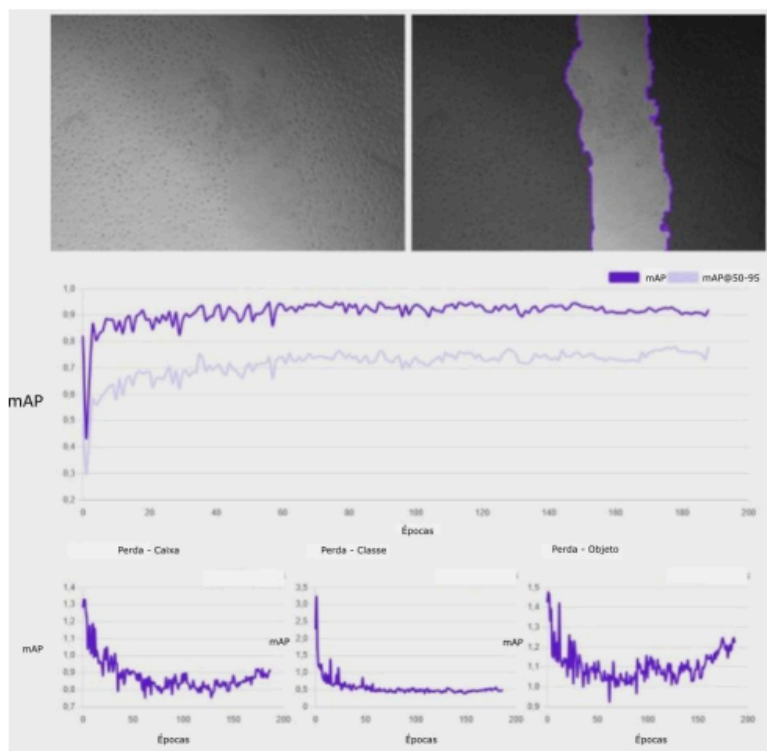 mAP mAP@50-95
1,0
0,9
0,8
0,7
0,6
0,5
0,4
0,3
0,2
mAP
0 20 40 60 80 100 120 140 160 180 200
Épocas
Perda - Caixa
1,4
1,3
1,2
1,1
1,0
0,9
0,8
0,7
mAP
0 50 100 150 200
Épocas
Perda - Classe
3,5
3,0
2,5
2,0
1,5
1,0
0,5
0
mAP
0 50 100 150 200
Épocas
Perda - Objeto
1,5
1,4
1,3
1,2
1,1
1,0
0,9
mAP
0 50 100 150 200
Épocas